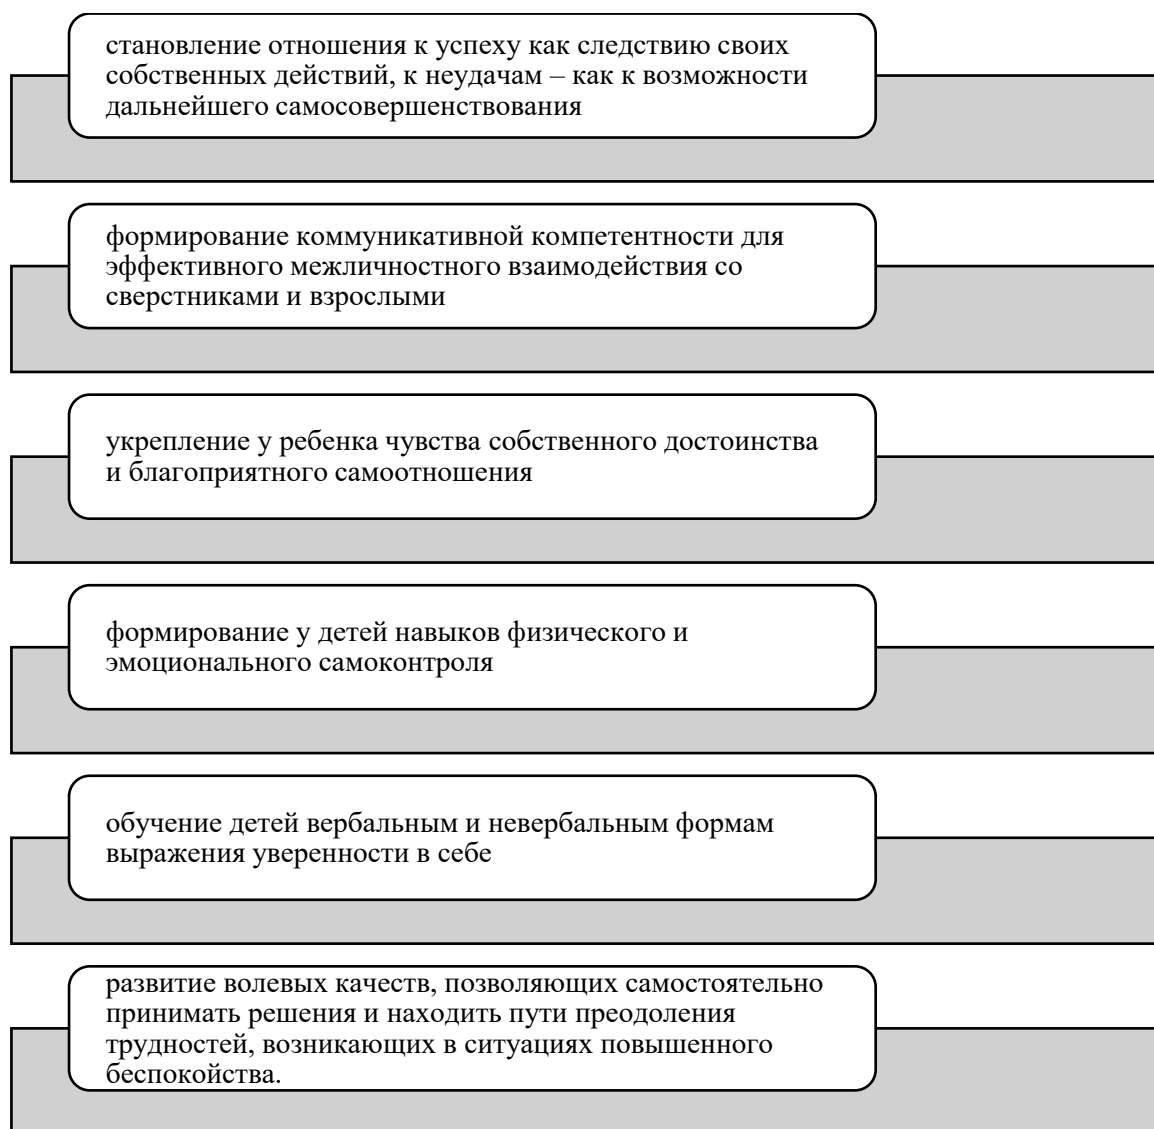 становление отношения к успеху как следствию своих
собственных действий, к неудачам – как к возможности
дальнейшего самосовершенствования
формирование коммуникативной компетентности для
эффективного межличностного взаимодействия со
сверстниками и взрослыми
укрепление у ребенка чувства собственного достоинства
и благоприятного самоотношения
формирование у детей навыков физического и
эмоционального самоконтроля
обучение детей вербальным и невербальным формам
выражения уверенности в себе
развитие волевых качеств, позволяющих самостоятельно
принимать решения и находить пути преодоления
трудностей, возникающих в ситуациях повышенного
беспокойства.